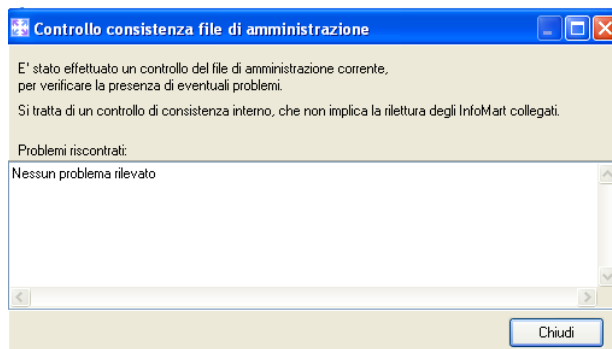 Controllo consistenza file di amministrazione
E' stato effettuato un controllo del file di amministrazione corrente,
per verificare la presenza di eventuali problemi.
Si tratta di un controllo di consistenza interno, che non implica la rilettura degli InfoMart collegati.
Problemi riscontrati:
Nessun problema rilevato
Chiudi